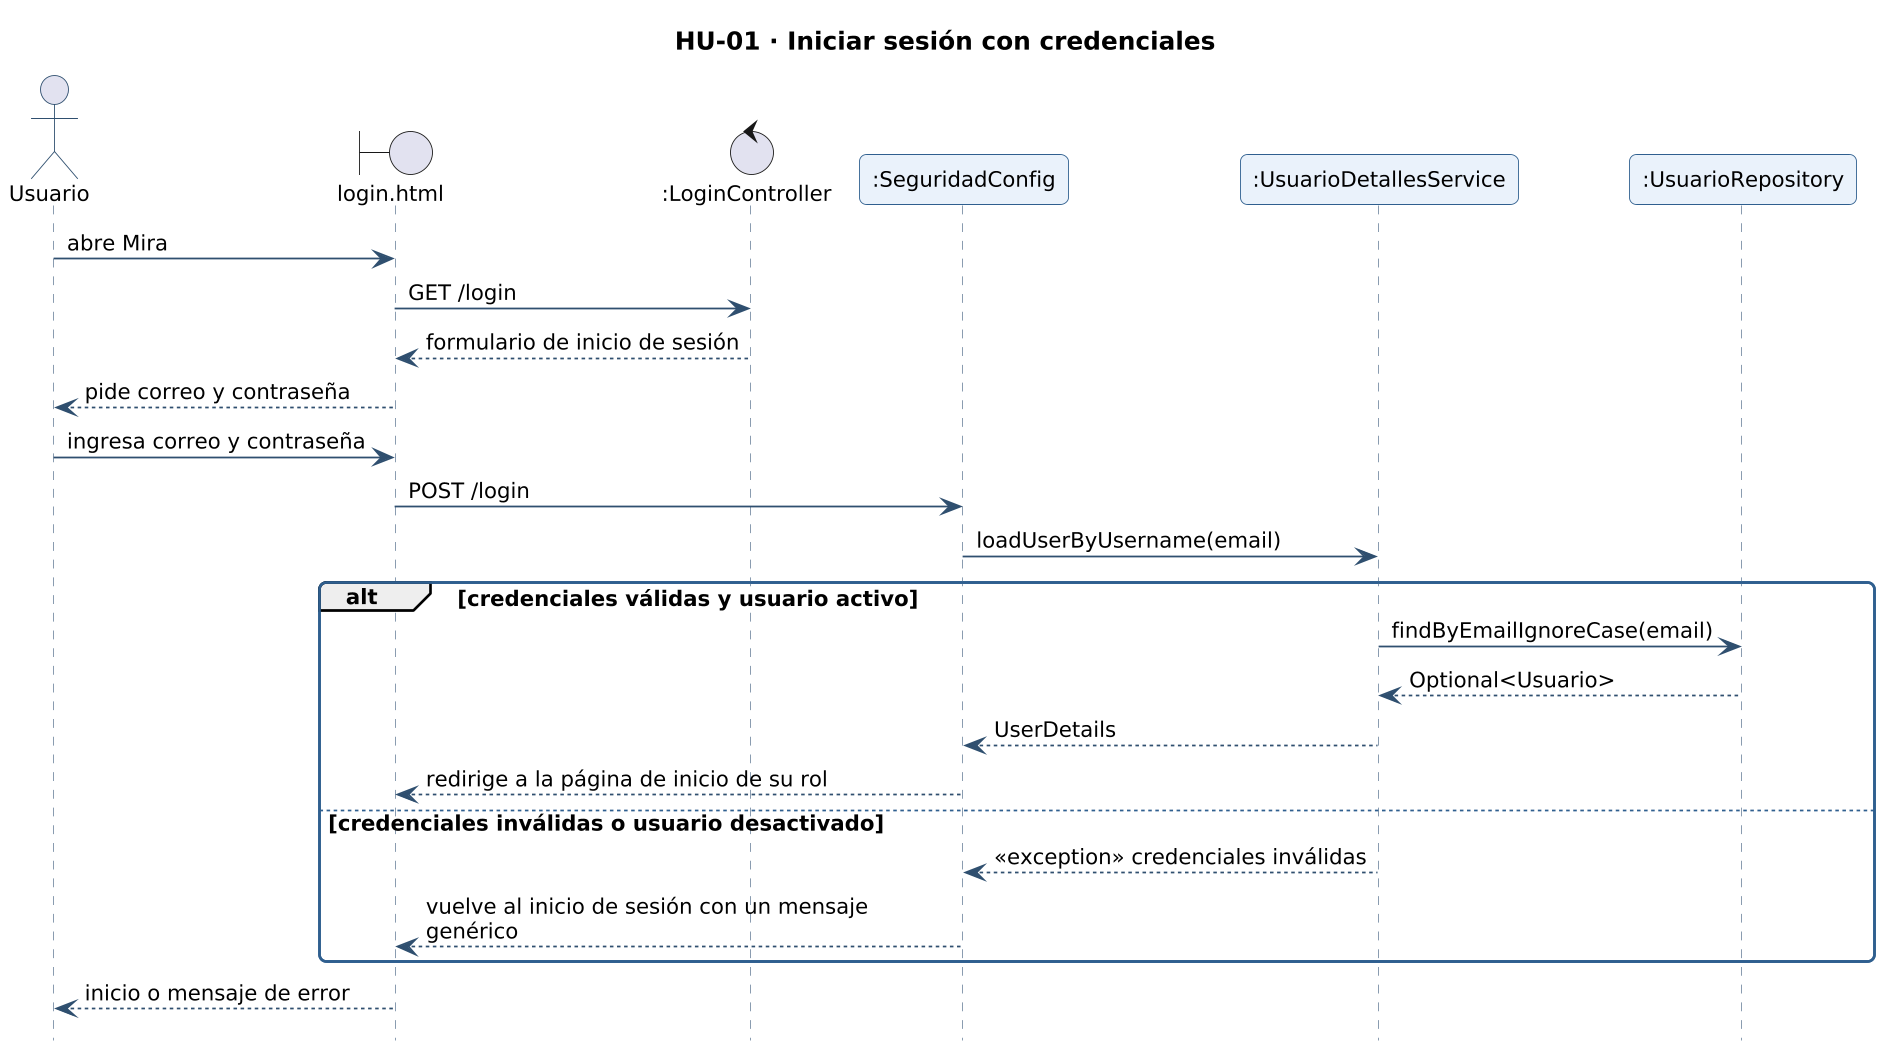 HU-01 · Iniciar sesión con credenciales
Usuario
login.html
:LoginController
:SeguridadConfig
:UsuarioDetallesService
:UsuarioRepository
abre Mira
GET /login
formulario de inicio de sesión
pide correo y contraseña
ingresa correo y contraseña
POST /login
loadUserByUsername(email)
alt
[credenciales válidas y usuario activo]
findByEmailIgnoreCase(email)
Optional<Usuario>
UserDetails
redirige a la página de inicio de su rol
[credenciales inválidas o usuario desactivado]
«exception» credenciales inválidas
vuelve al inicio de sesión con un mensaje
genérico
inicio o mensaje de error